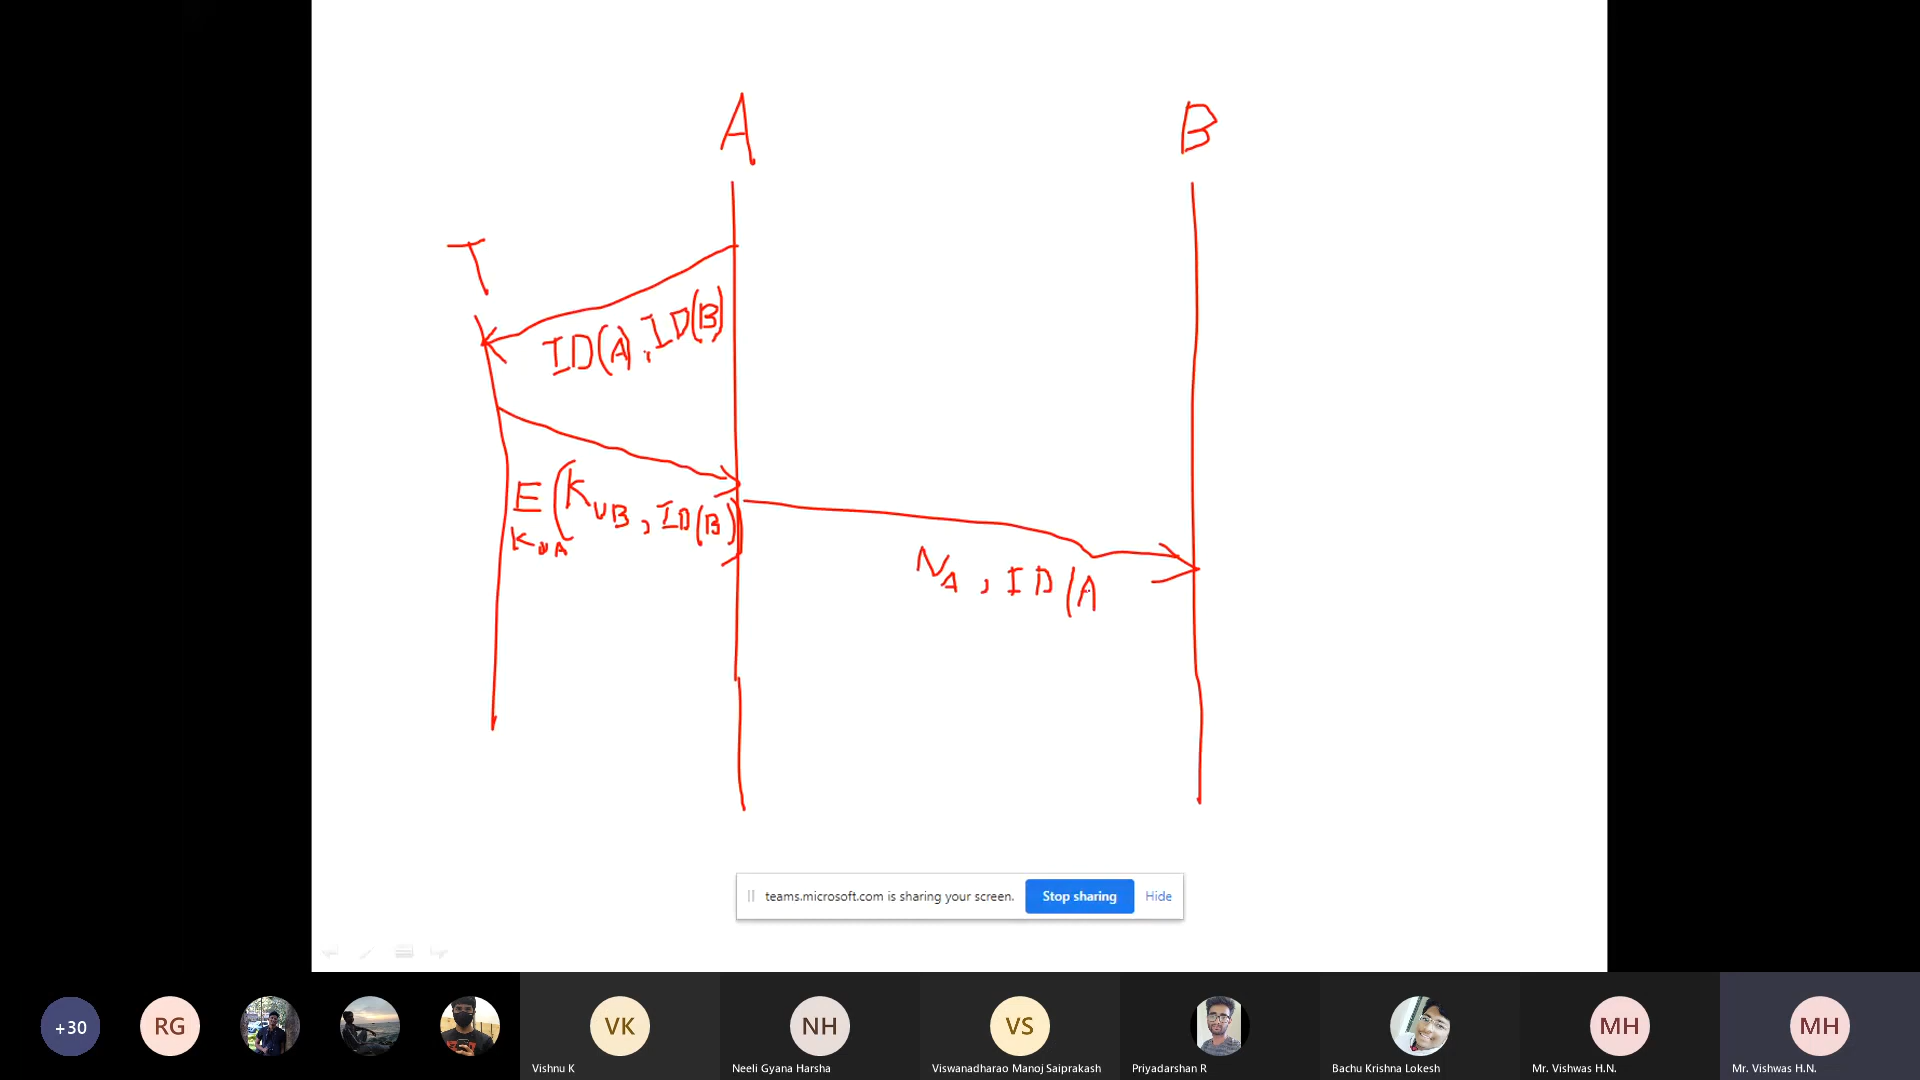 A
B
T
ID(A), ID(B)
E (KUB, ID(B))
KUA
NA, ID(A
teams.microsoft.com is sharing your screen.
Stop sharing
Hide
+30
RG
VK
NH
VS
MH
MH
Vishnu K
Neeli Gyana Harsha
Viswanadharao Manoj Saiprakash
Priyadarshan R
Bachu Krishna Lokesh
Mr. Vishwas H.N.
Mr. Vishwas H.N.